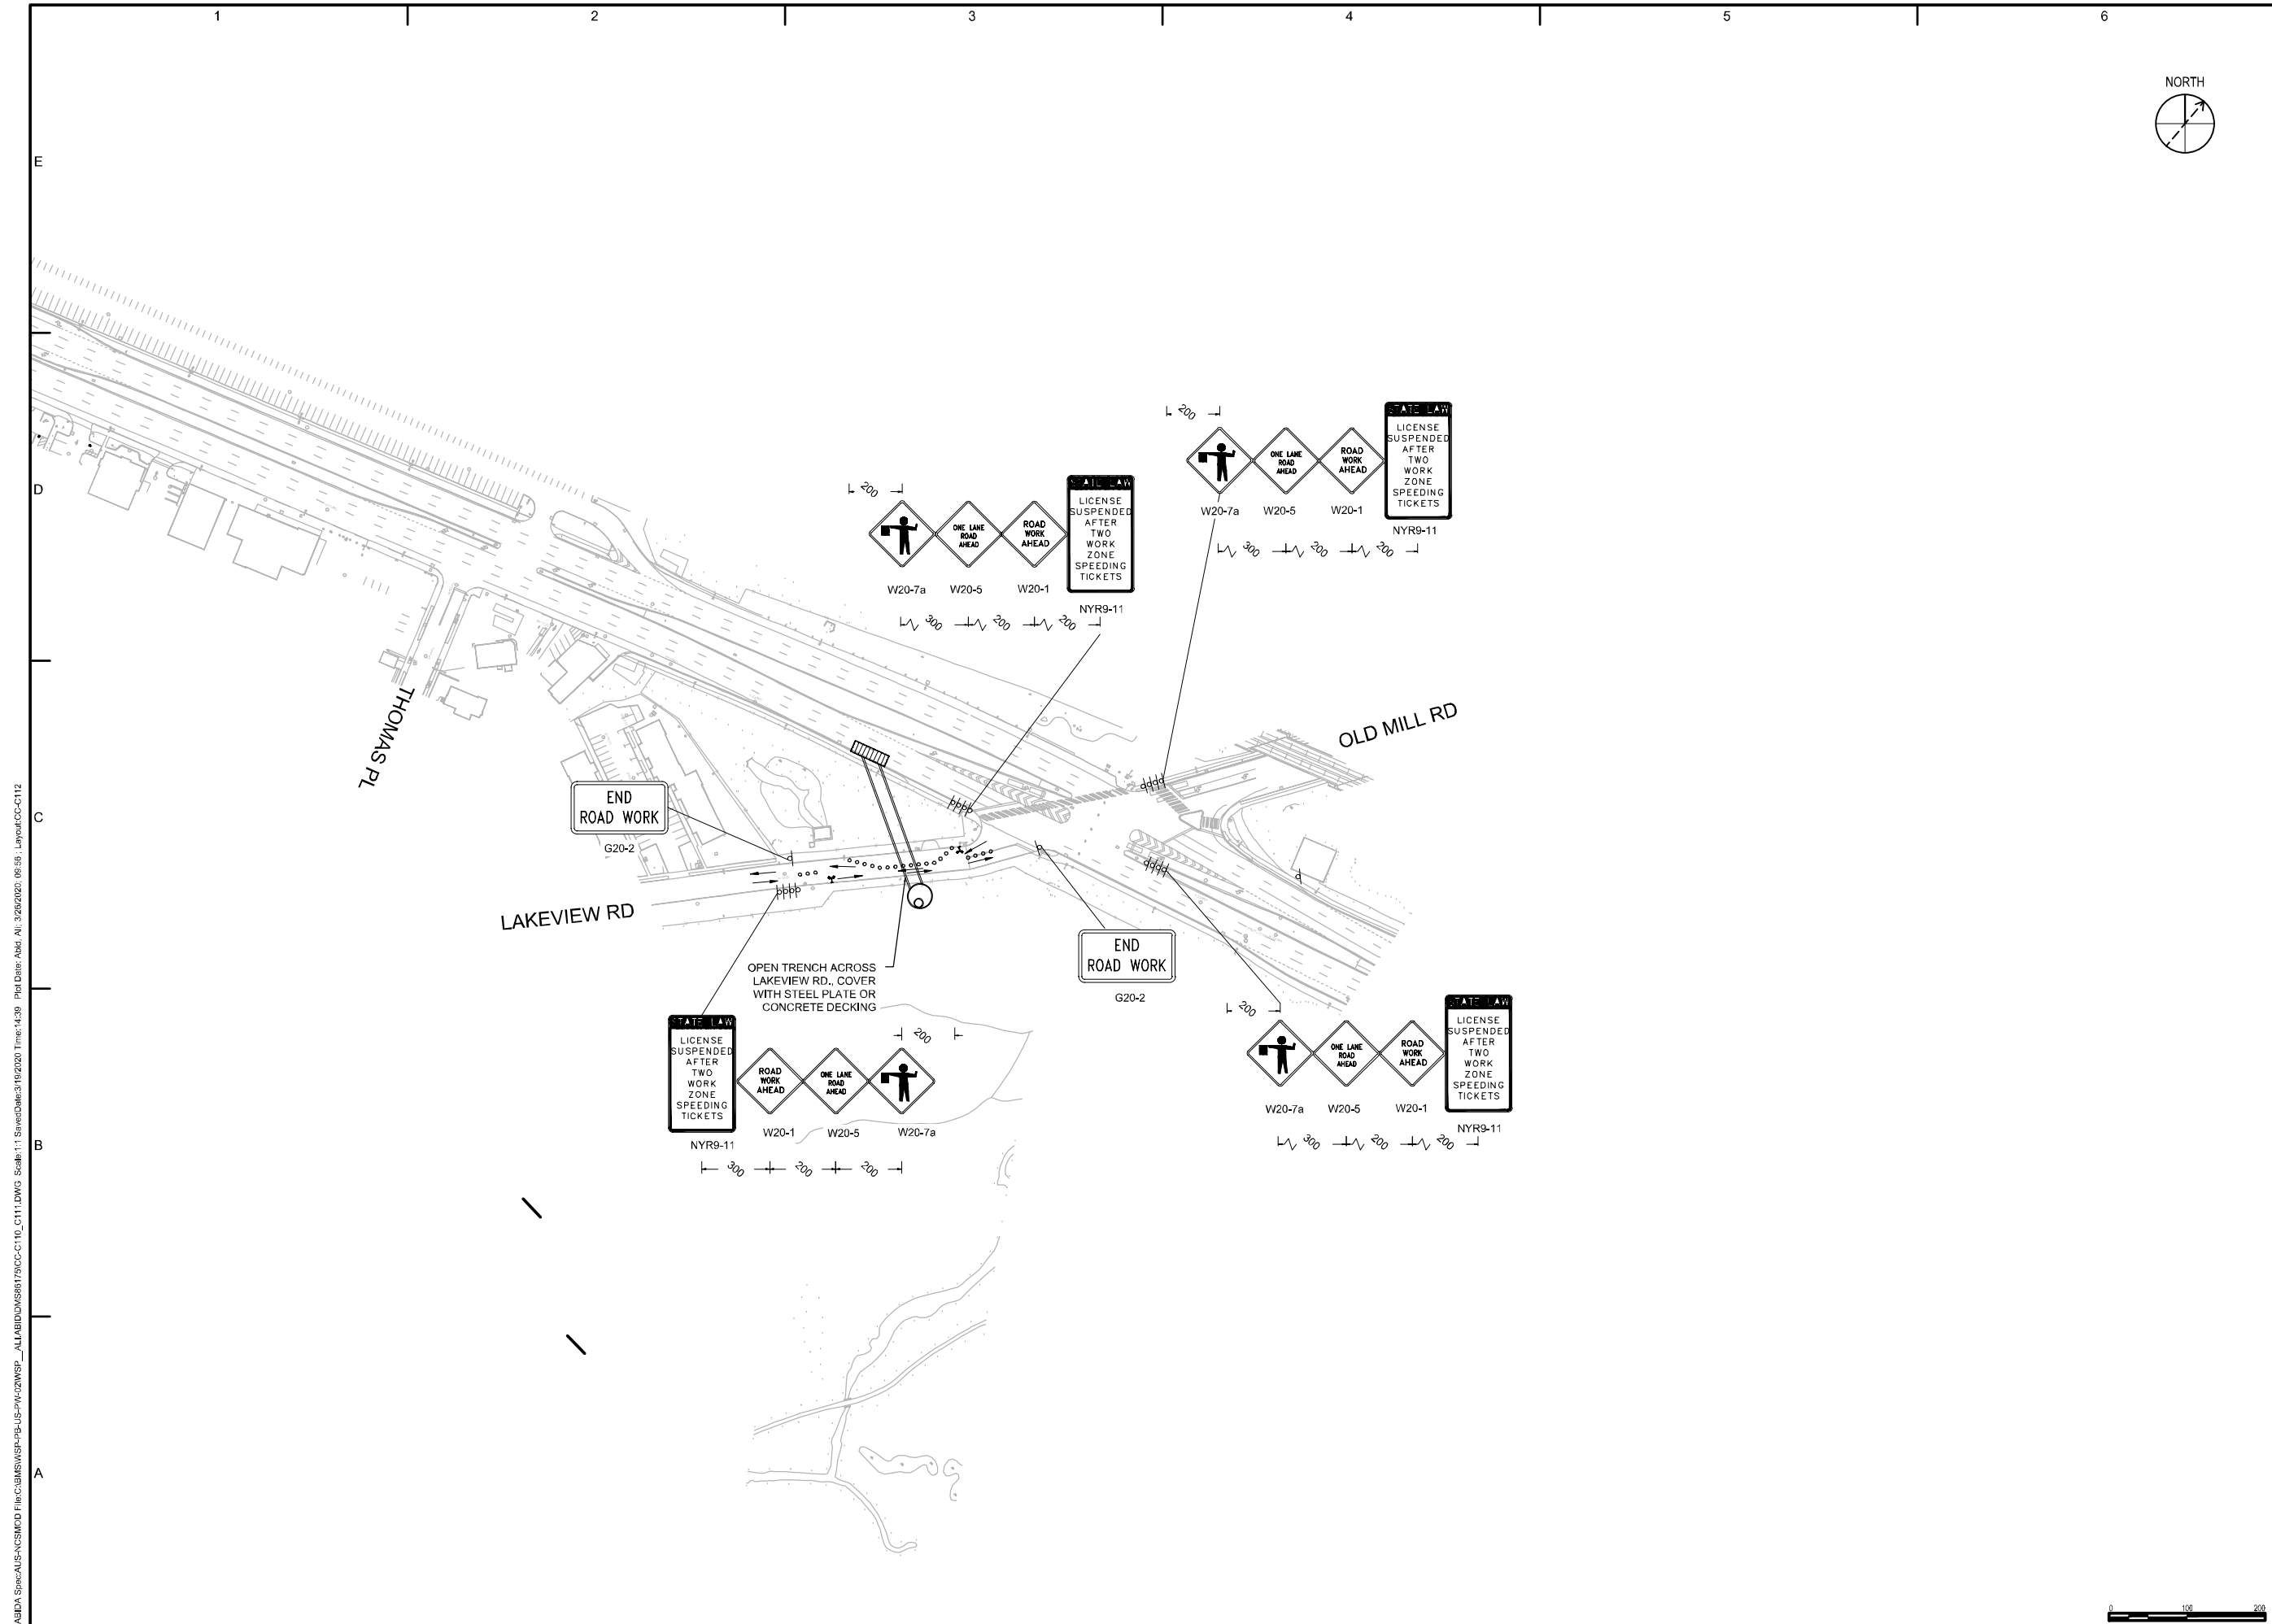 1
2
3
4
5
6
NORTH
E
D
C
B
A
200
STATE LAW
LICENSE
SUSPENDED
AFTER
TWO
WORK
ZONE
SPEEDING
TICKETS
ONE LANE
ROAD
AHEAD
ROAD
WORK
AHEAD
W20-7a
W20-5
W20-1
NYR9-11
300
200
200
200
STATE LAW
LICENSE
SUSPENDED
AFTER
TWO
WORK
ZONE
SPEEDING
TICKETS
ONE LANE
ROAD
AHEAD
ROAD
WORK
AHEAD
W20-7a
W20-5
W20-1
NYR9-11
300
200
200
THOMAS PL
OLD MILL RD
END
ROAD WORK
G20-2
LAKEVIEW RD
OPEN TRENCH ACROSS
LAKEVIEW RD., COVER
WITH STEEL PLATE OR
CONCRETE DECKING
END
ROAD WORK
G20-2
STATE LAW
LICENSE
SUSPENDED
AFTER
TWO
WORK
ZONE
SPEEDING
TICKETS
ROAD
WORK
AHEAD
ONE LANE
ROAD
AHEAD
200
NYR9-11
W20-1
W20-5
W20-7a
300
200
200
200
ONE LANE
ROAD
AHEAD
ROAD
WORK
AHEAD
STATE LAW
LICENSE
SUSPENDED
AFTER
TWO
WORK
ZONE
SPEEDING
TICKETS
W20-7a
W20-5
W20-1
NYR9-11
300
200
200
0 100 200